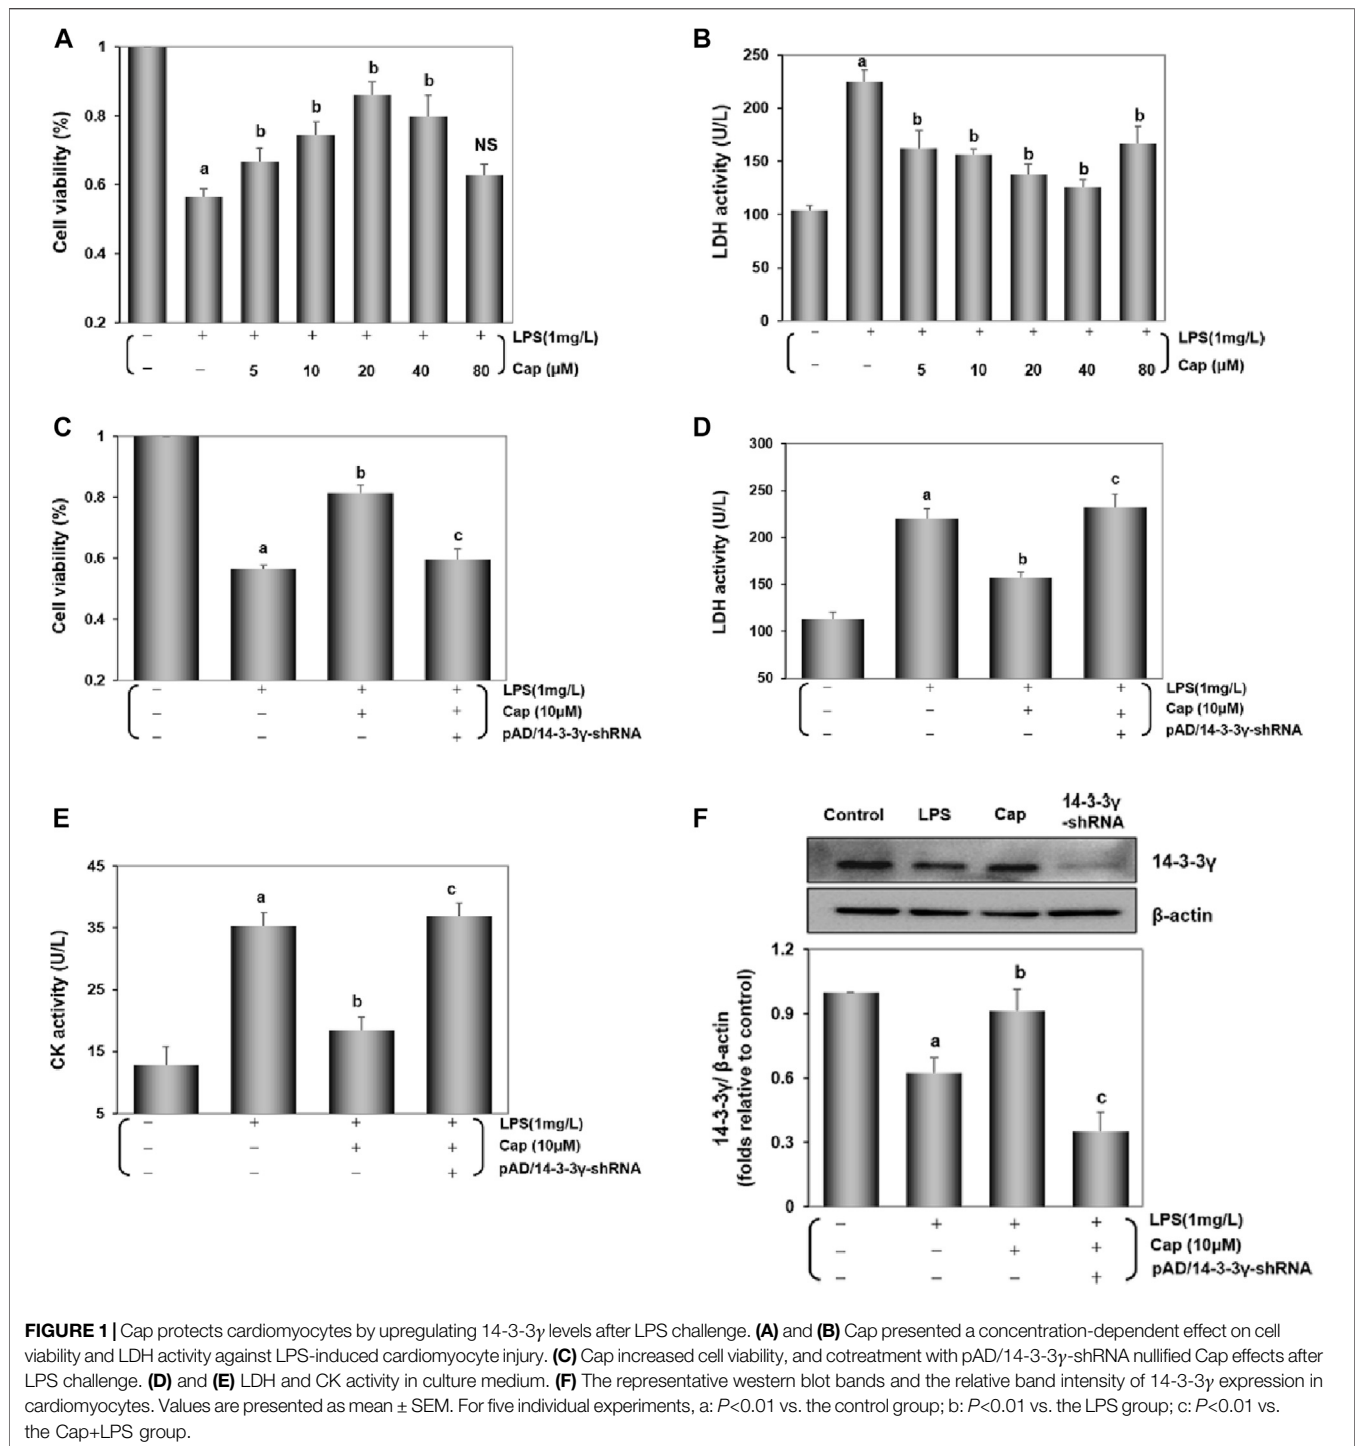 A
Cell viability (%)
1
0.8
0.6
0.4
0.2
a
b
b
b
b
NS
− + + + + + + LPS(1mg/L)
− − 5 10 20 40 80 Cap (μM)
B
LDH activity (U/L)
250
200
150
100
50
0
a
b
b
b
b
b
− + + + + + + LPS(1mg/L)
− − 5 10 20 40 80 Cap (μM)
C
Cell viability (%)
1
0.8
0.6
0.4
0.2
a
b
c
− + + + LPS(1mg/L)
− − + + Cap (10μM)
− − − + pAD/14-3-3γ-shRNA
D
LDH activity (U/L)
300
250
200
150
100
50
a
b
c
− + + + LPS(1mg/L)
− − + + Cap (10μM)
− − − + pAD/14-3-3γ-shRNA
E
CK activity (U/L)
45
35
25
15
5
a
b
c
− + + + LPS(1mg/L)
− − + + Cap (10μM)
− − − + pAD/14-3-3γ-shRNA
F
Control LPS Cap 14-3-3γ
-shRNA
14-3-3γ
β-actin
14-3-3γ/ β-actin
(folds relative to control)
1.2
0.9
0.6
0.3
0
a
b
c
− + + + LPS(1mg/L)
− − + + Cap (10μM)
− − − + pAD/14-3-3γ-shRNA
FIGURE 1 | Cap protects cardiomyocytes by upregulating 14-3-3γ levels after LPS challenge. (A) and (B) Cap presented a concentration-dependent effect on cell
viability and LDH activity against LPS-induced cardiomyocyte injury. (C) Cap increased cell viability, and cotreatment with pAD/14-3-3γ-shRNA nullified Cap effects after
LPS challenge. (D) and (E) LDH and CK activity in culture medium. (F) The representative western blot bands and the relative band intensity of 14-3-3γ expression in
cardiomyocytes. Values are presented as mean ± SEM. For five individual experiments, a: P<0.01 vs. the control group; b: P<0.01 vs. the LPS group; c: P<0.01 vs.
the Cap+LPS group.